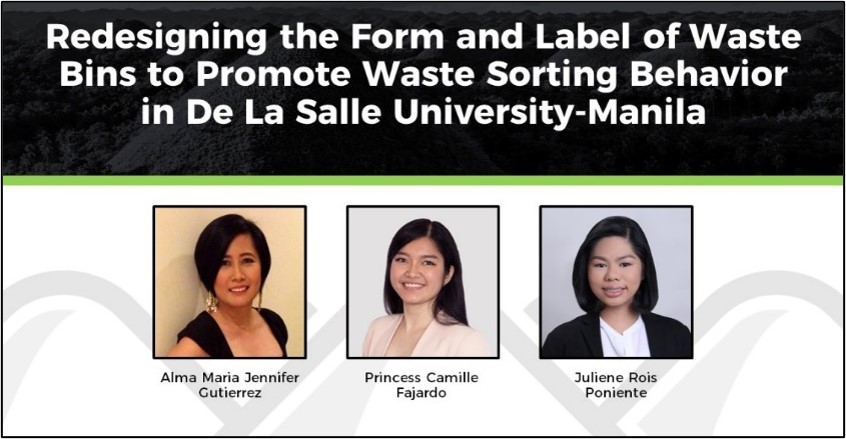 Redesigning the Form and Label of Waste
Bins to Promote Waste Sorting Behavior
in De La Salle University-Manila
Alma Maria Jennifer
Gutierrez
Princess Camille
Fajardo
Juliene Rois
Poniente